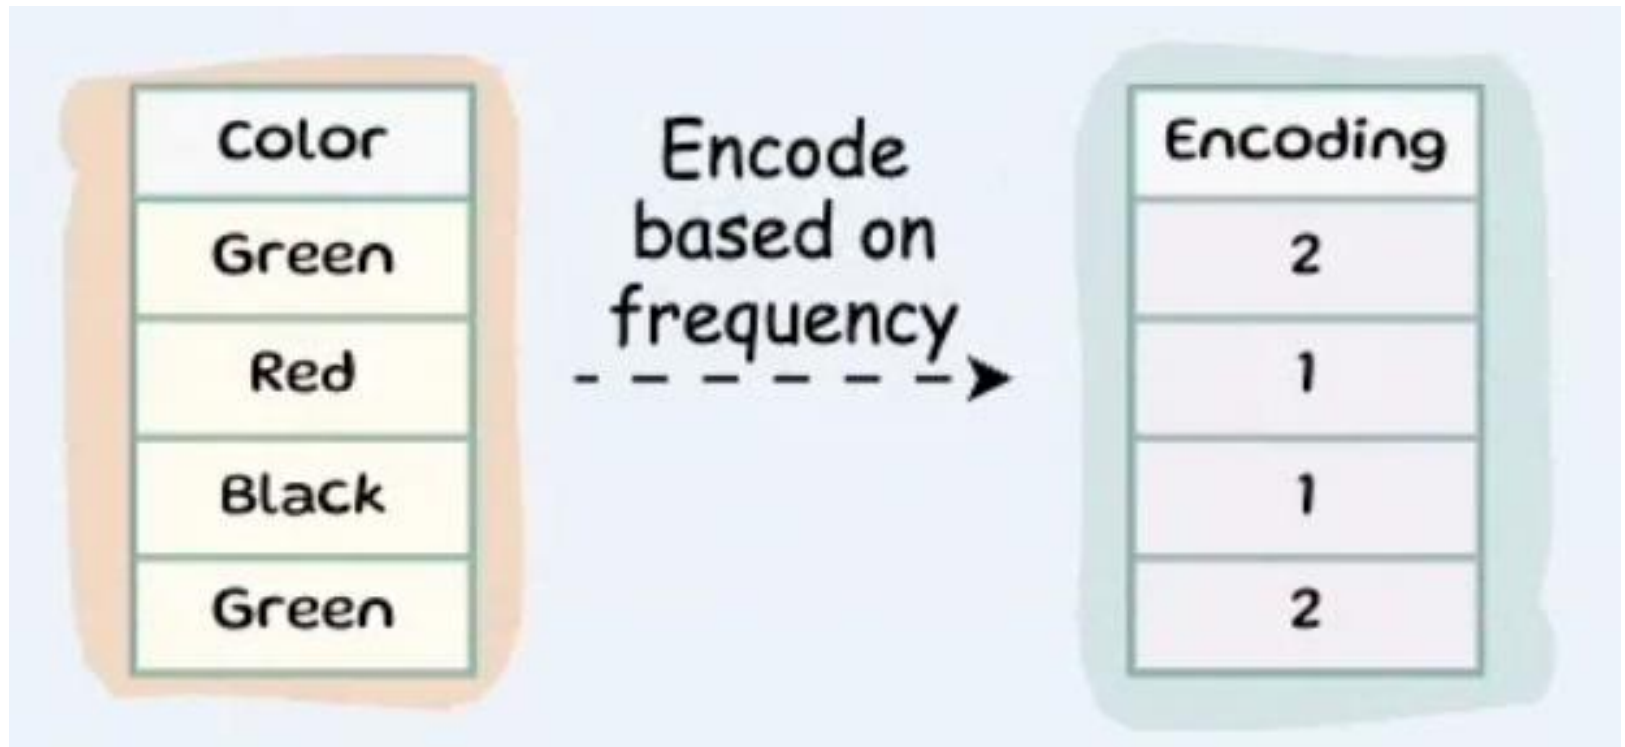 Color
Green
Red
Black
Green
Encode
based on
frequency
Encoding
2
1
1
2